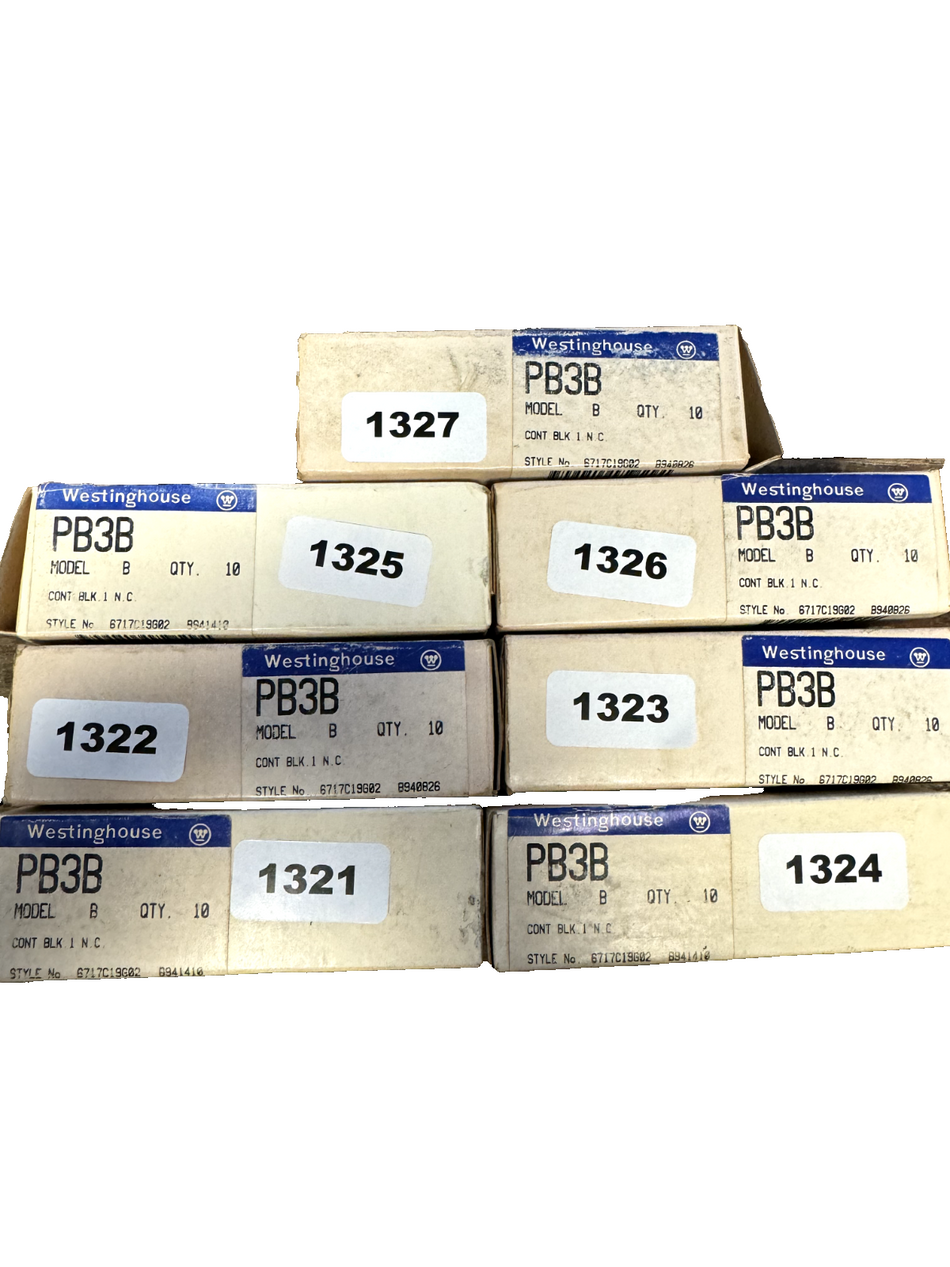 Westinghouse
PB3B
MODEL B QTY. 10
CONT BLK.1 N.C.
STYLE No. 6717C19G02 B940826
1327
Westinghouse
PB3B
MODEL B QTY. 10
CONT BLK.1 N.C.
STYLE No. 6717C19G02 B941410
1325
1326
Westinghouse
PB3B
MODEL B QTY. 10
CONT BLK.1 N.C.
STYLE No. 6717C19G02 B940826
1322
Westinghouse
PB3B
MODEL B QTY. 10
CONT BLK.1 N.C.
STYLE No. 6717C19G02 B940826
1323
Westinghouse
PB3B
MODEL B QTY. 10
CONT BLK.1 N.C.
STYLE No. 6717C19G02 B940826
Westinghouse
PB3B
MODEL B QTY. 10
CONT BLK.1 N.C.
STYLE No. 6717C19G02 B941410
1321
Westinghouse
PB3B
MODEL B QTY. 10
CONT BLK.1 N.C.
STYLE No. 6717C19G02 B941410
1324